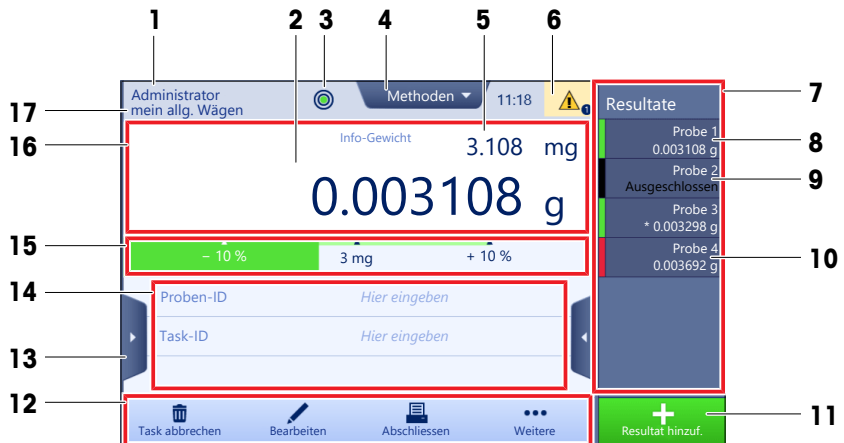 1 2 3 4 5 6
Administrator
mein allg. Wägen
Methoden
11:18
1
17
16
Info-Gewicht
3.108 mg
0.003108 g
15
– 10 % 3 mg + 10 %
14
Proben-ID Hier eingeben
Task-ID Hier eingeben
13
12
Task abbrechen Bearbeiten Abschliessen Weitere
Resultate
7
Probe 1
0.003108 g
8
Probe 2
Ausgeschlossen
9
Probe 3
* 0.003298 g
Probe 4
0.003692 g
10
Resultat hinzuf.
11